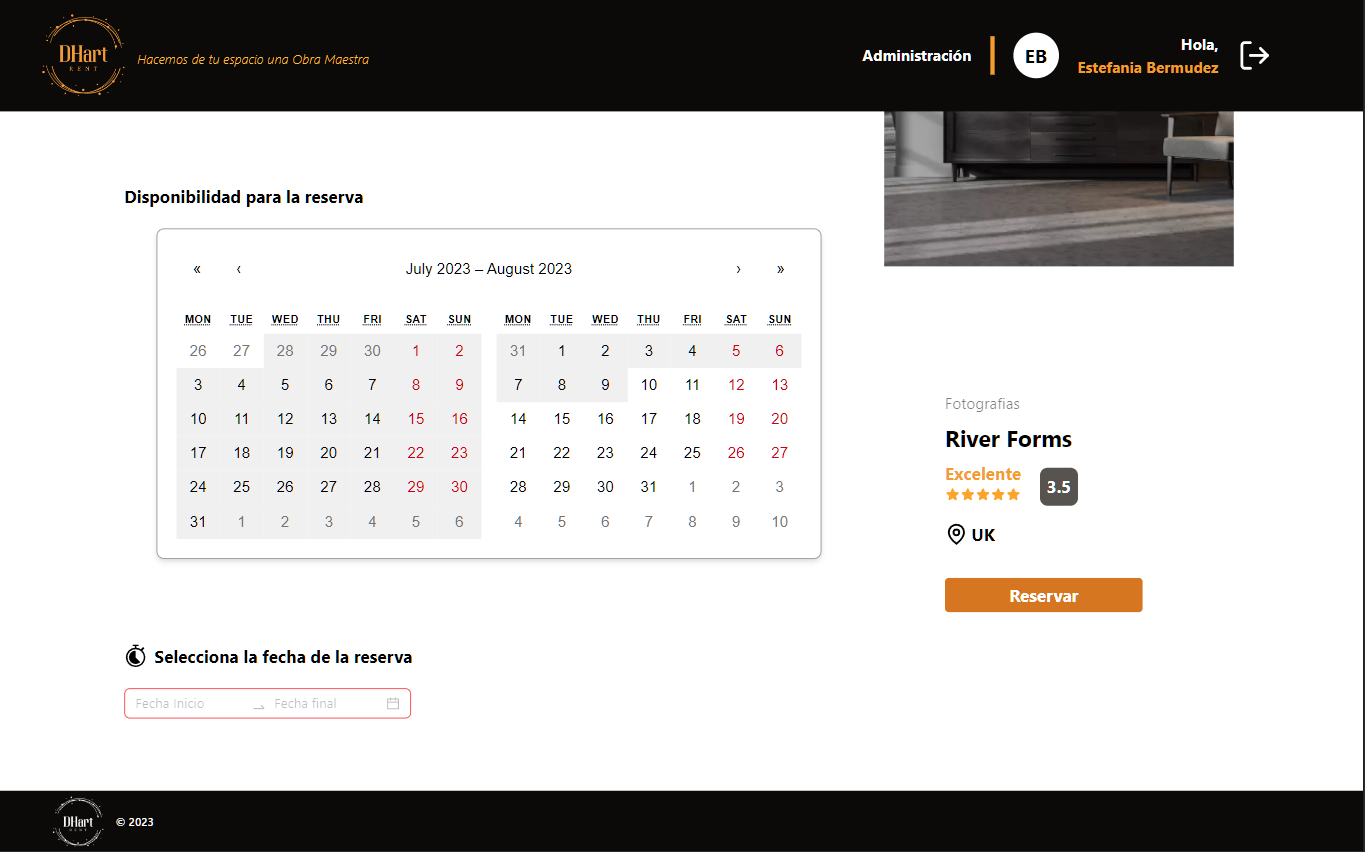 DHart
RENT
Hacemos de tu espacio una Obra Maestra
Administración
EB
Hola,
Estefania Bermudez
Disponibilidad para la reserva
« ‹ July 2023 – August 2023 › »
MON TUE WED THU FRI SAT SUN
26 27 28 29 30 1 2
3 4 5 6 7 8 9
10 11 12 13 14 15 16
17 18 19 20 21 22 23
24 25 26 27 28 29 30
31 1 2 3 4 5 6
MON TUE WED THU FRI SAT SUN
31 1 2 3 4 5 6
7 8 9 10 11 12 13
14 15 16 17 18 19 20
21 22 23 24 25 26 27
28 29 30 31 1 2 3
4 5 6 7 8 9 10
Fotografias
River Forms
Excelente
3.5
UK
Reservar
Selecciona la fecha de la reserva
Fecha Inicio
Fecha final
DHart
RENT
© 2023